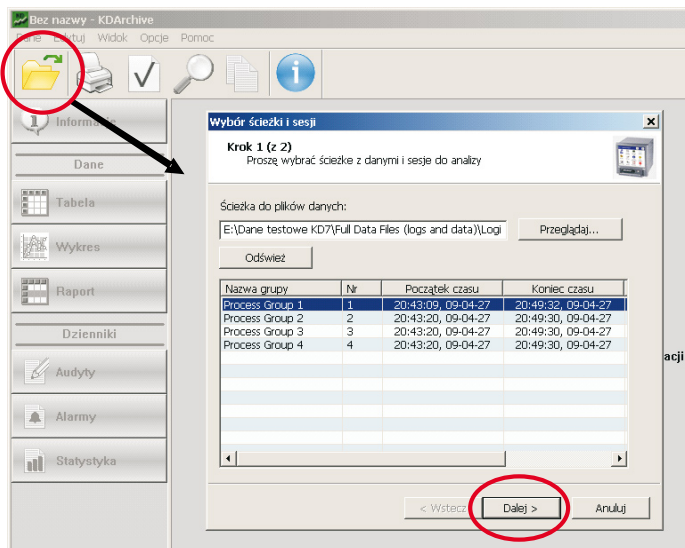 Bez nazwy - KDArchive
Dane Edytuj Widok Opcje Pomoc
Informacje
Dane
Tabela
Wykres
Raport
Dzienniki
Audyty
Alarmy
Statystyka
Wybór ścieżki i sesji
Krok 1 (z 2)
Proszę wybrać ścieżke z danymi i sesje do analizy
Ścieżka do plików danych:
E:\Dane testowe KD7\Full Data Files (logs and data)\Logi
Przeglądaj...
Odśwież
Nazwa grupy Nr Początek czasu Koniec czasu
Process Group 1 1 20:43:09, 09-04-27 20:49:32, 09-04-27
Process Group 2 2 20:43:20, 09-04-27 20:49:30, 09-04-27
Process Group 3 3 20:43:20, 09-04-27 20:49:30, 09-04-27
Process Group 4 4 20:43:20, 09-04-27 20:49:30, 09-04-27
acji
< Wstecz Dalej > Anuluj